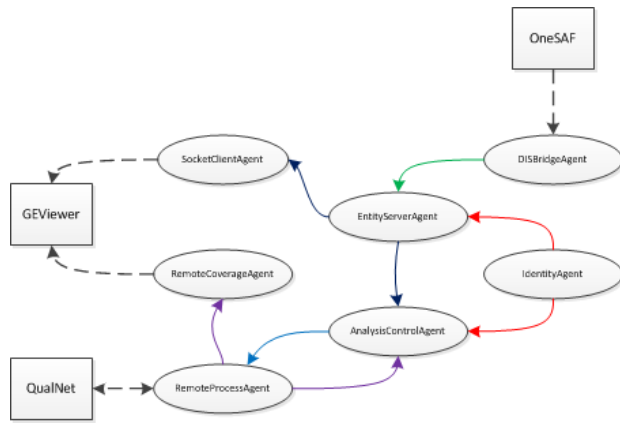 OneSAF
SocketClientAgent
DISBridgeAgent
GEViewer
EntityServerAgent
RemoteCoverageAgent
IdentityAgent
AnalysisControlAgent
QualNet
RemoteProcessAgent